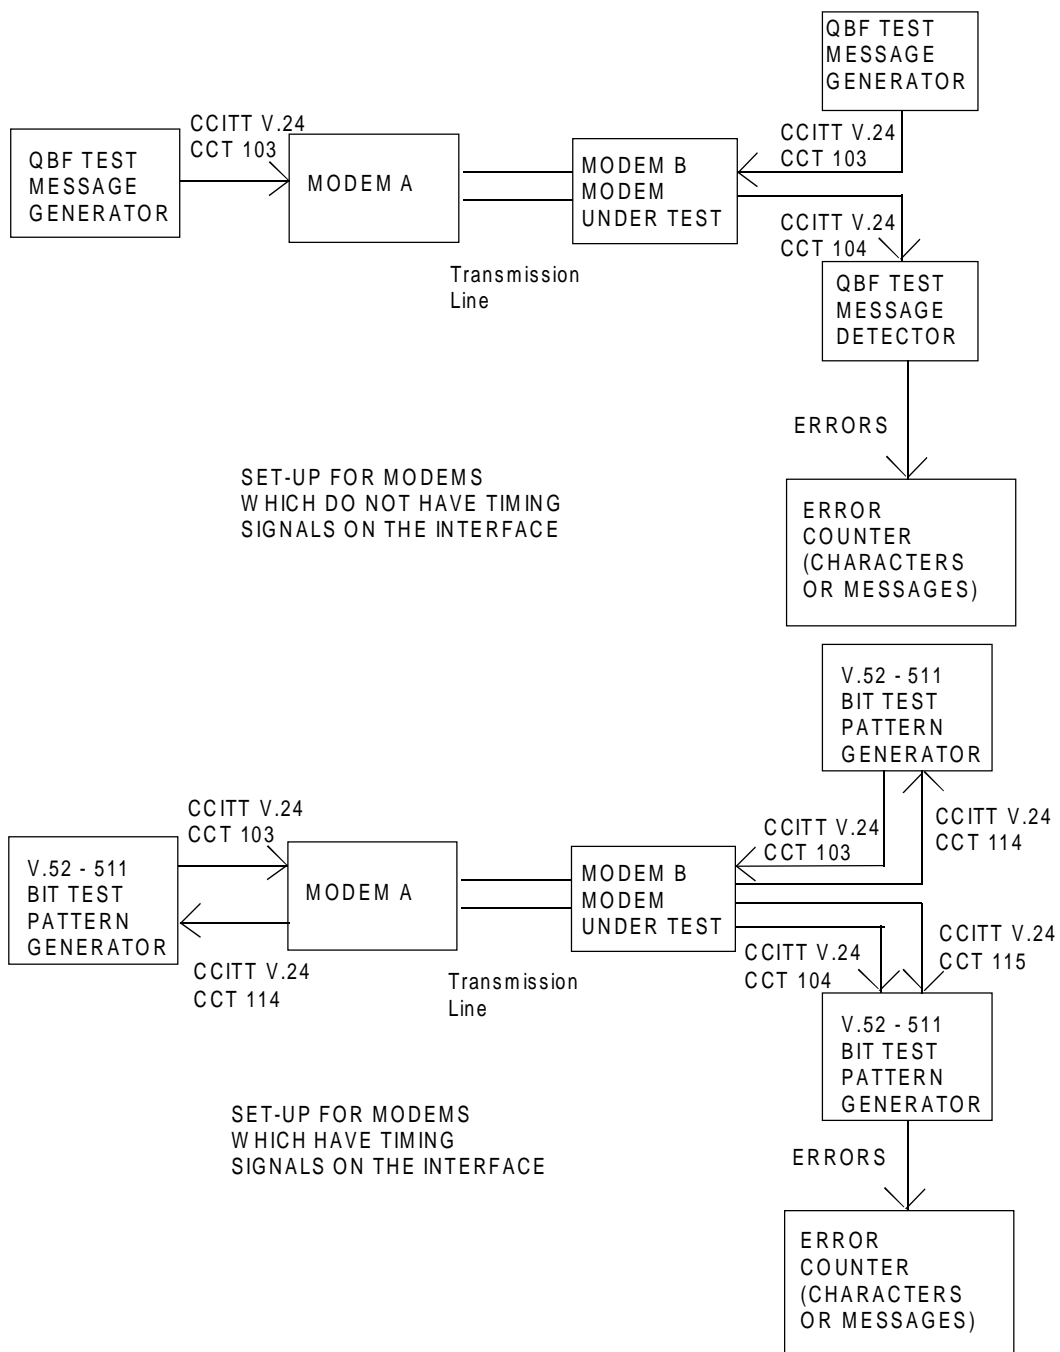 QBF TEST
MESSAGE
GENERATOR
CCITT V.24
CCT 103
QBF TEST
MESSAGE
GENERATOR
MODEM A
MODEM B
MODEM
UNDER TEST
CCITT V.24
CCT 103
CCITT V.24
CCT 104
Transmission
Line
QBF TEST
MESSAGE
DETECTOR
ERRORS
SET-UP FOR MODEMS
WHICH DO NOT HAVE TIMING
SIGNALS ON THE INTERFACE
ERROR
COUNTER
(CHARACTERS
OR MESSAGES)
V.52 - 511
BIT TEST
PATTERN
GENERATOR
CCITT V.24
CCT 103
V.52 - 511
BIT TEST
PATTERN
GENERATOR
MODEM A
CCITT V.24
CCT 114
Transmission
Line
MODEM B
MODEM
UNDER TEST
CCITT V.24
CCT 103
CCITT V.24
CCT 114
CCITT V.24
CCT 104
CCITT V.24
CCT 115
V.52 - 511
BIT TEST
PATTERN
GENERATOR
SET-UP FOR MODEMS
WHICH HAVE TIMING
SIGNALS ON THE INTERFACE
ERRORS
ERROR
COUNTER
(CHARACTERS
OR MESSAGES)